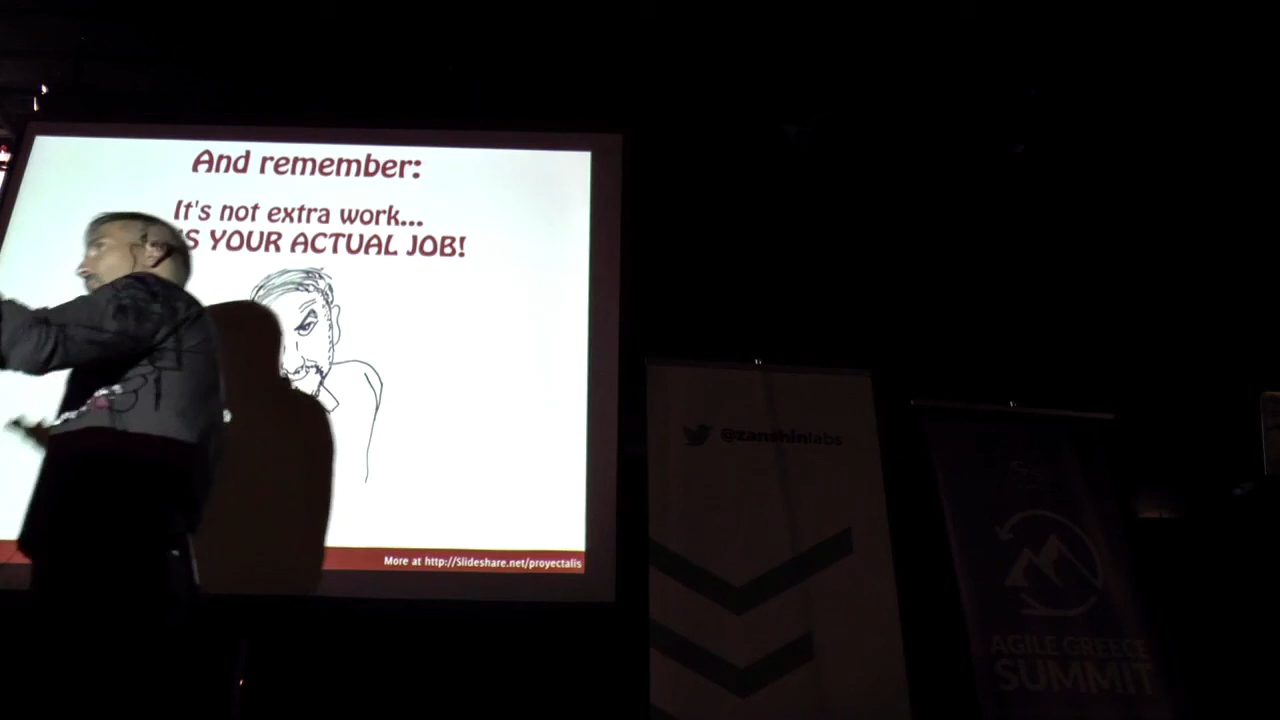 And remember:
It's not extra work...
S YOUR ACTUAL JOB!
More at http://Slideshare.net/proyectalis
@zanshinlabs
AGILE GREECE
SUMMIT